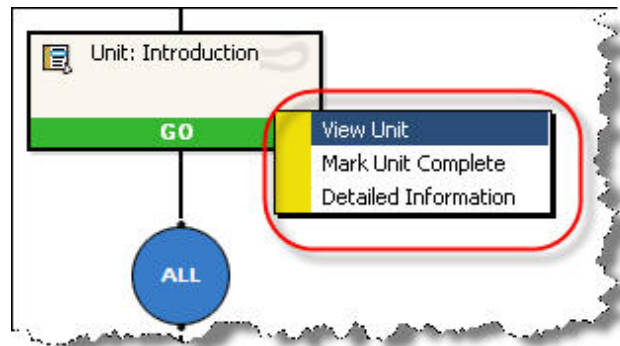 Unit: Introduction
GO
View Unit
Mark Unit Complete
Detailed Information
ALL